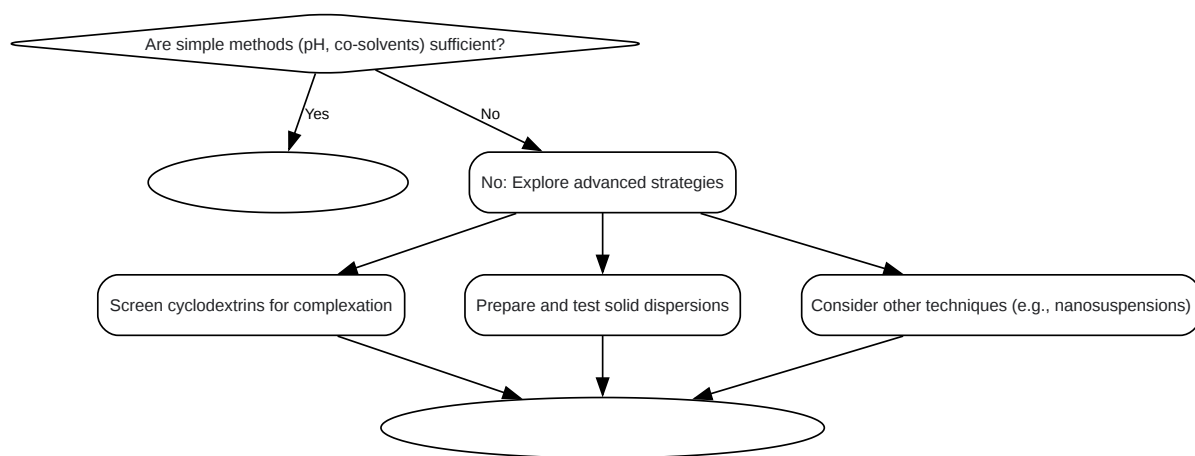 Are simple methods (pH, co-solvents) sufficient?
Yes
No
No: Explore advanced strategies
Screen cyclodextrins for complexation
Prepare and test solid dispersions
Consider other techniques (e.g., nanosuspensions)